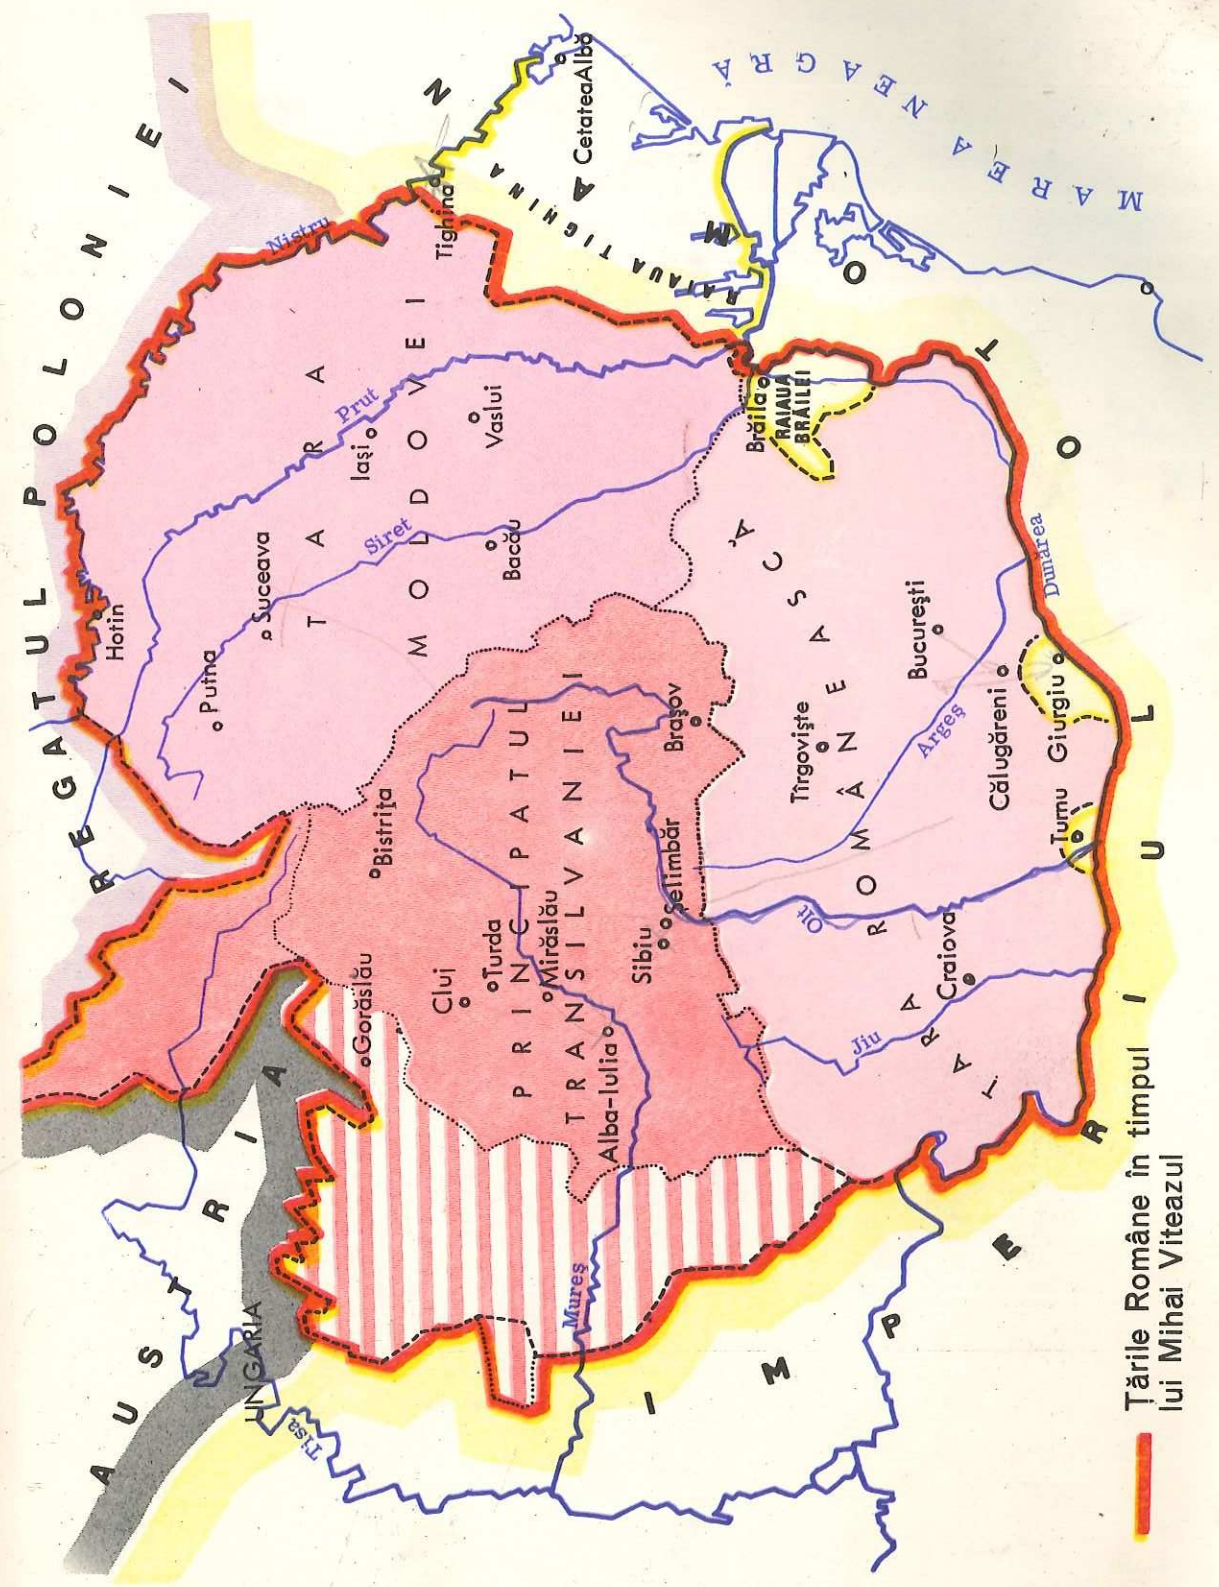 REGATUL POLONIEI
AUSTRIA
UNGARIA
IMPERIUL OTOMAN
MAREA NEAGRĂ
ȚARA MOLDOVEI
PRINCIPATUL
TRANSILVANIEI
ȚARA ROMÂNEASCĂ
RAIAUA TIGHINA
RAIAUA
BRĂILEI
Hotin
Putna
Suceava
Iași
Vaslui
Bacău
Tighina
Cetatea Albă
Bistrița
Gorăslău
Cluj
Turda
Mirăslău
Alba-Iulia
Sibiu
Șelimbăr
Brașov
Brăila
Tîrgoviște
București
Călugăreni
Giurgiu
Turnu
Craiova
Nistru
Prut
Siret
Tisa
Mureș
Olt
Jiu
Argeș
Dunărea
Țările Române în timpul
lui Mihai Viteazul